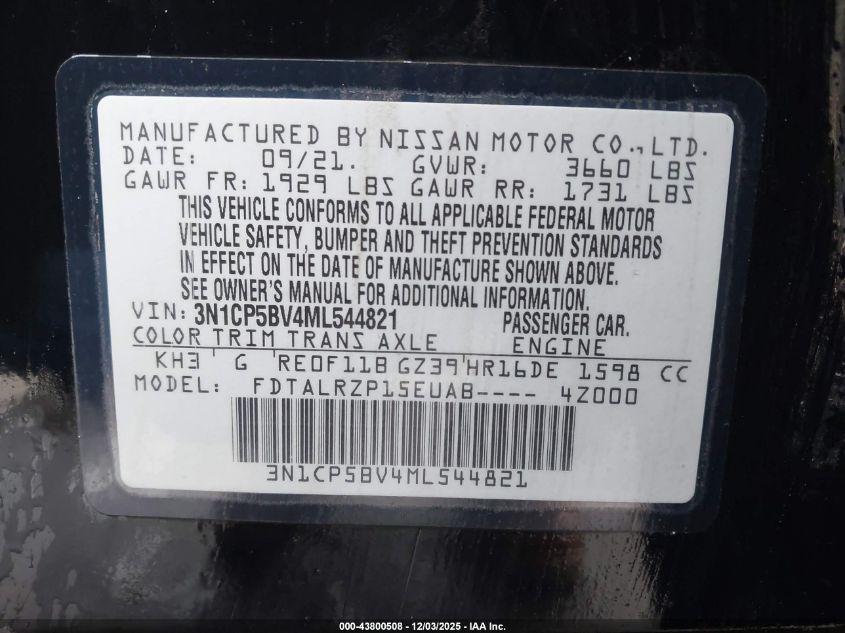 MANUFACTURED BY NISSAN MOTOR CO., LTD.
DATE: 09/21. GVWR: 3660 LBS
GAWR FR: 1929 LBS GAWR RR: 1731 LBS
THIS VEHICLE CONFORMS TO ALL APPLICABLE FEDERAL MOTOR
VEHICLE SAFETY, BUMPER AND THEFT PREVENTION STANDARDS
IN EFFECT ON THE DATE OF MANUFACTURE SHOWN ABOVE.
SEE OWNER'S MANUAL FOR ADDITIONAL INFORMATION.
VIN: 3N1CP5BV4ML544821 PASSENGER CAR.
COLOR TRIM TRANS AXLE ENGINE
KH3 G 'RE0F11B GZ39'HR16DE 1598 CC
MODEL: FDTALRZP15EUAB---- 4Z000
3N1CP5BV4ML544821
000-43800508 - 12/03/2025 - IAA Inc.